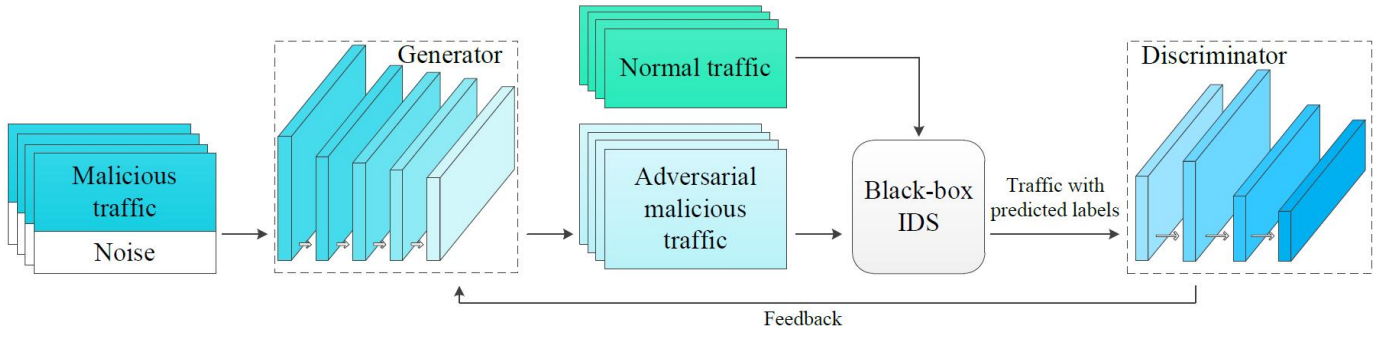 Malicious
traffic
Noise
Generator
Normal traffic
Adversarial
malicious
traffic
Black-box
IDS
Traffic with
predicted labels
Discriminator
Feedback